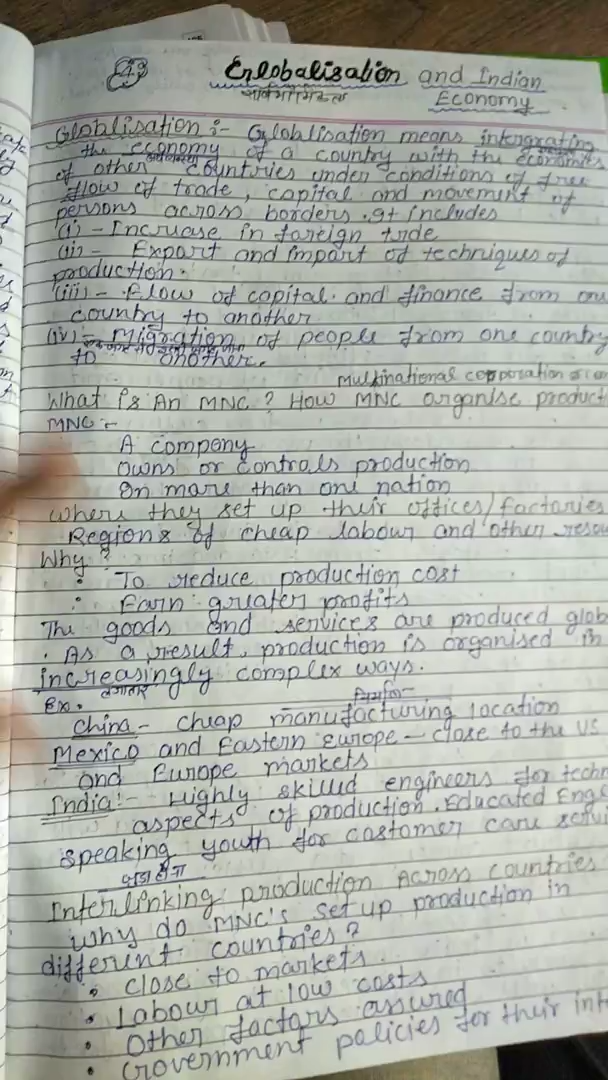 43
Globalisation and Indian
Economy
Globlisation :- Globlisation means intergrating
the economy of a country with the economies
of other countries under conditions of free
flow of trade, capital and movement of
persons across borders. It includes
(i) - Increase in foreign trde
(ii) - Export and import of techniques of
production.
(iii) - Flow of capital and finance from one
country to another
(iv) - Migration of people from one country
to another.
Multinational corporation
What is An MNC ? How MNC organise product
MNC :-
A company
Owns or controls production
In more than one nation
where they set up their offices/factories
Regions of cheap labour and other resou
Why ?
• To reduce production cost
• Earn greater profits
The goods and services are produced glob
• As a result, production is organised in
increasingly complex ways.
लगातार
Ex.
China - cheap manufacturing location
Mexico and Eastern Europe - close to the US
and Europe markets
India :- Highly skilled engineers for techn
aspects of production. Educated Engl
speaking youth for costomer care servi
Interlinking production Across countries
why do MNC's set up production in
different countries ?
• close to markets.
• Labour at low costs
• Other factors assured
• Government policies for their int